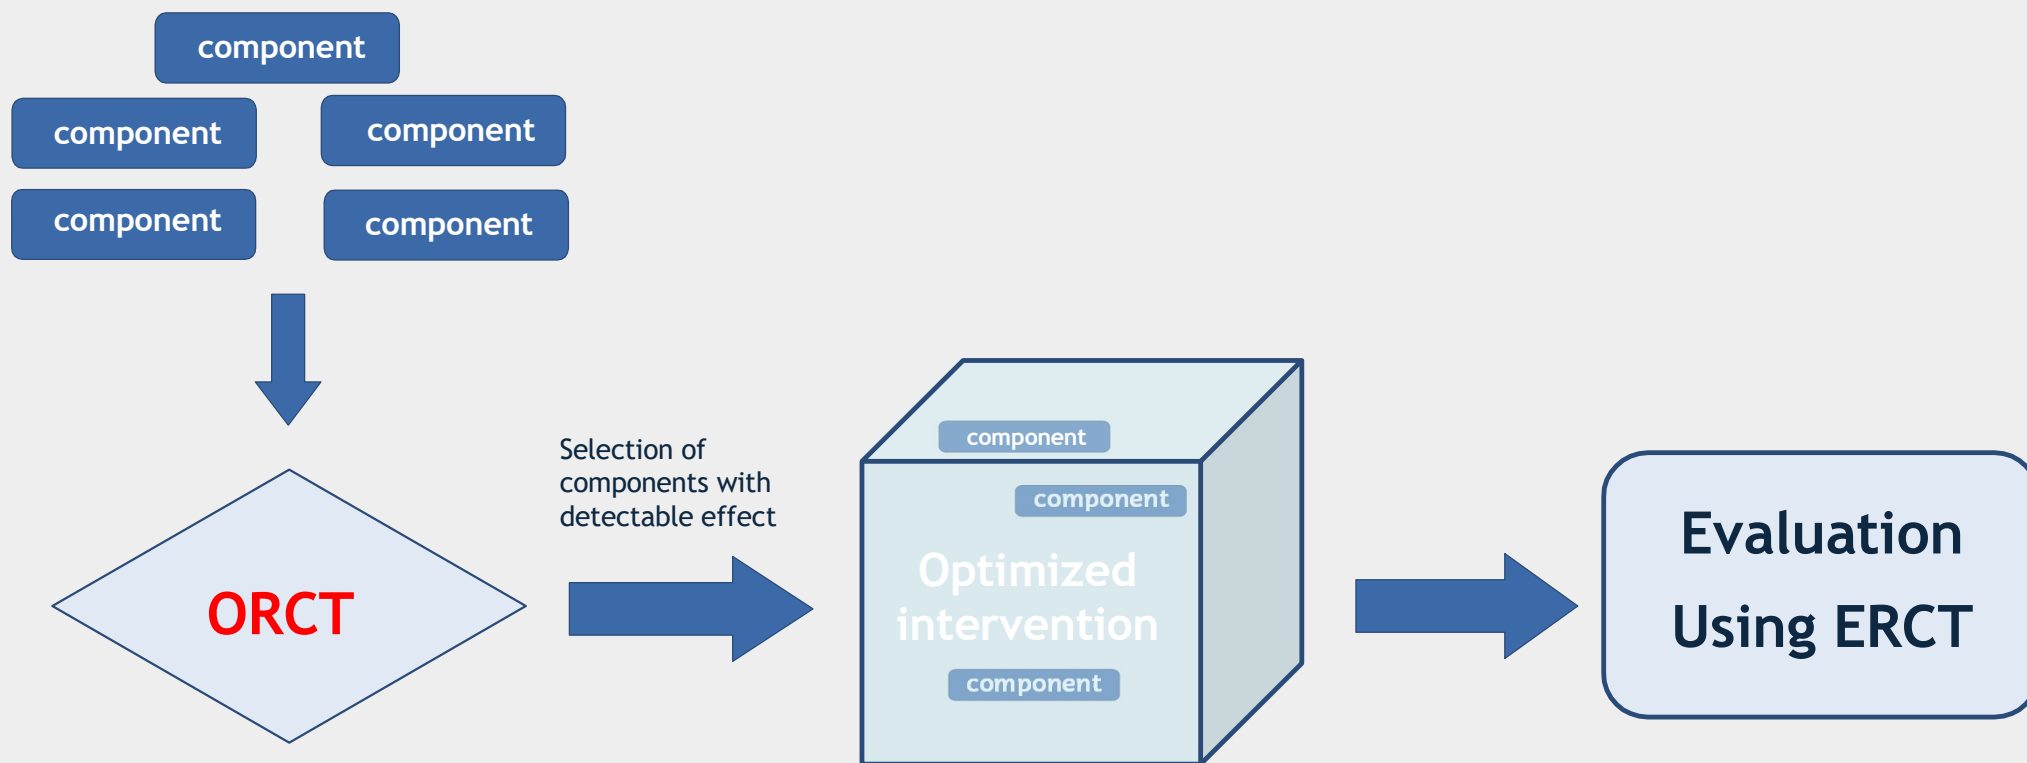 component
component
component
component
component
ORCT
Selection of
components with
detectable effect
component
component
Optimized
intervention
component
Evaluation
Using ERCT